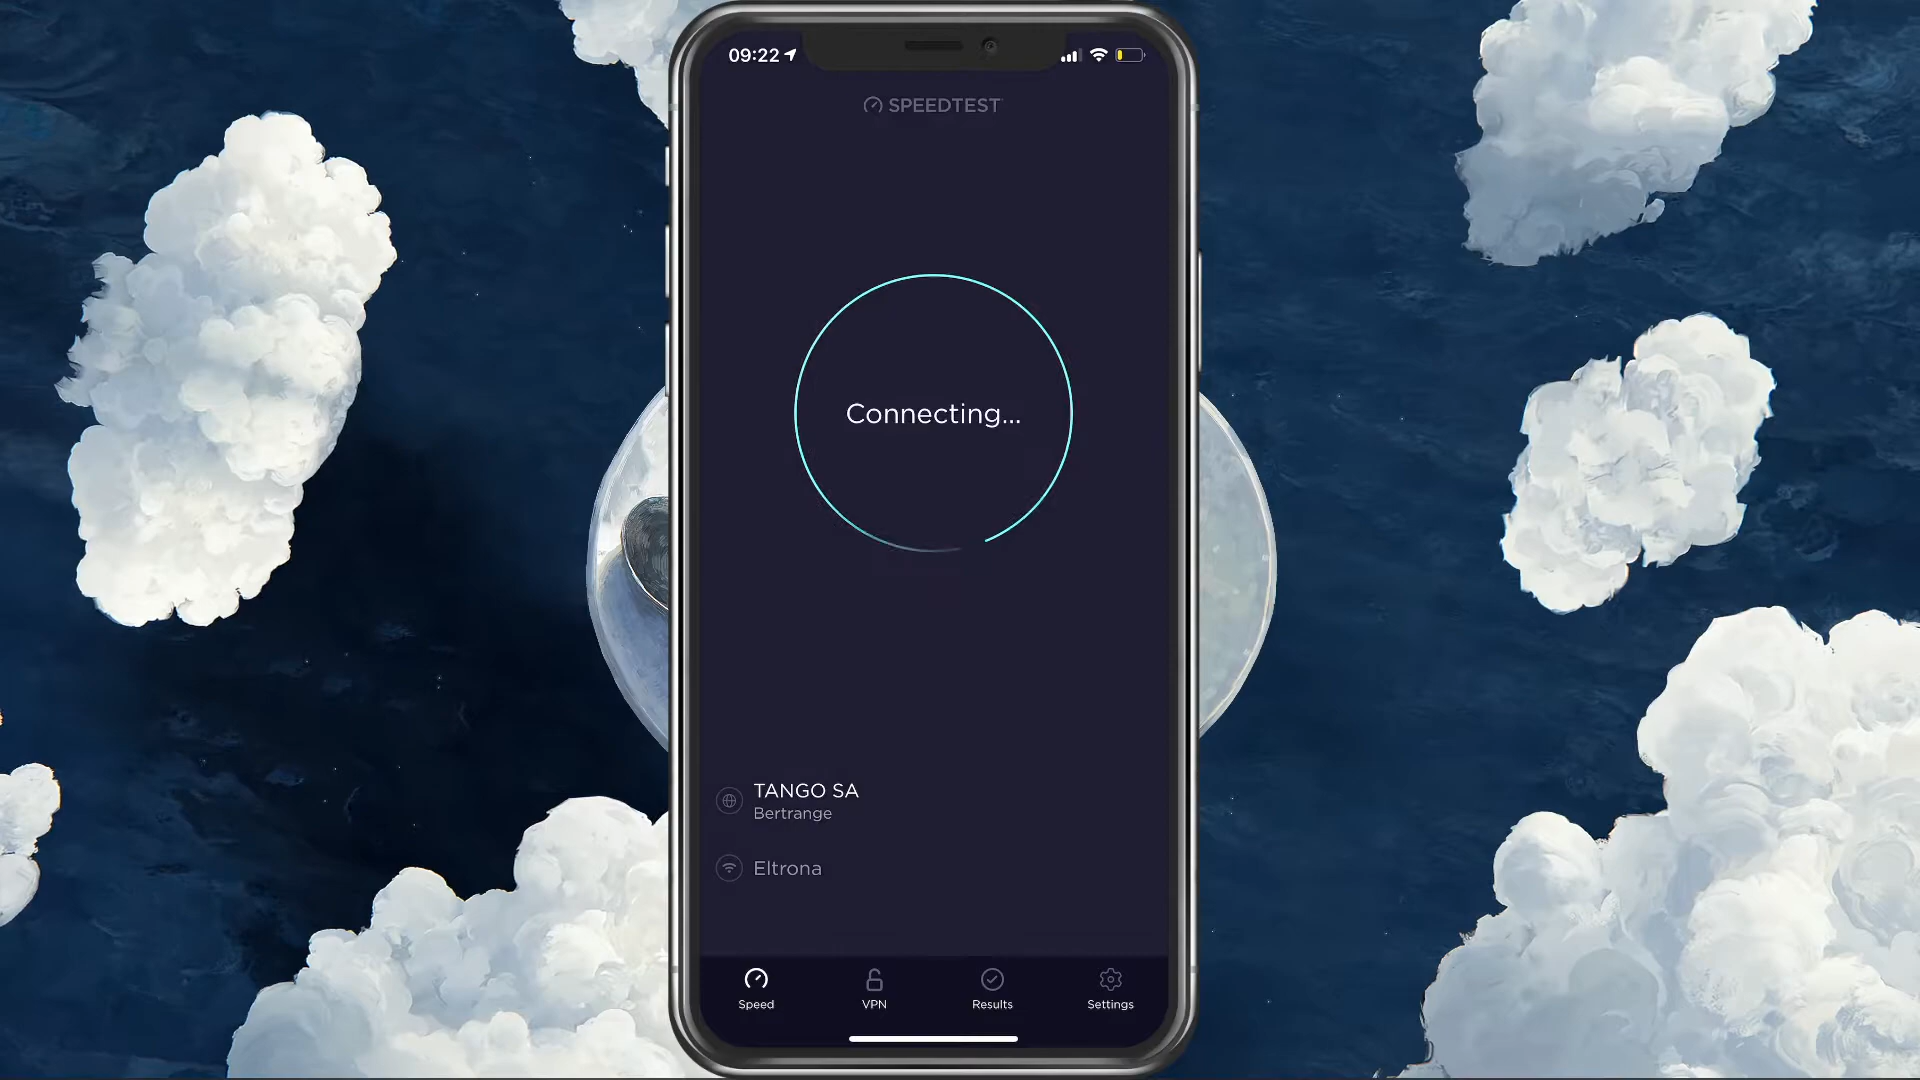 09:22
SPEEDTEST
Connecting...
TANGO SA
Bertrange
Eltrona
Speed
VPN
Results
Settings